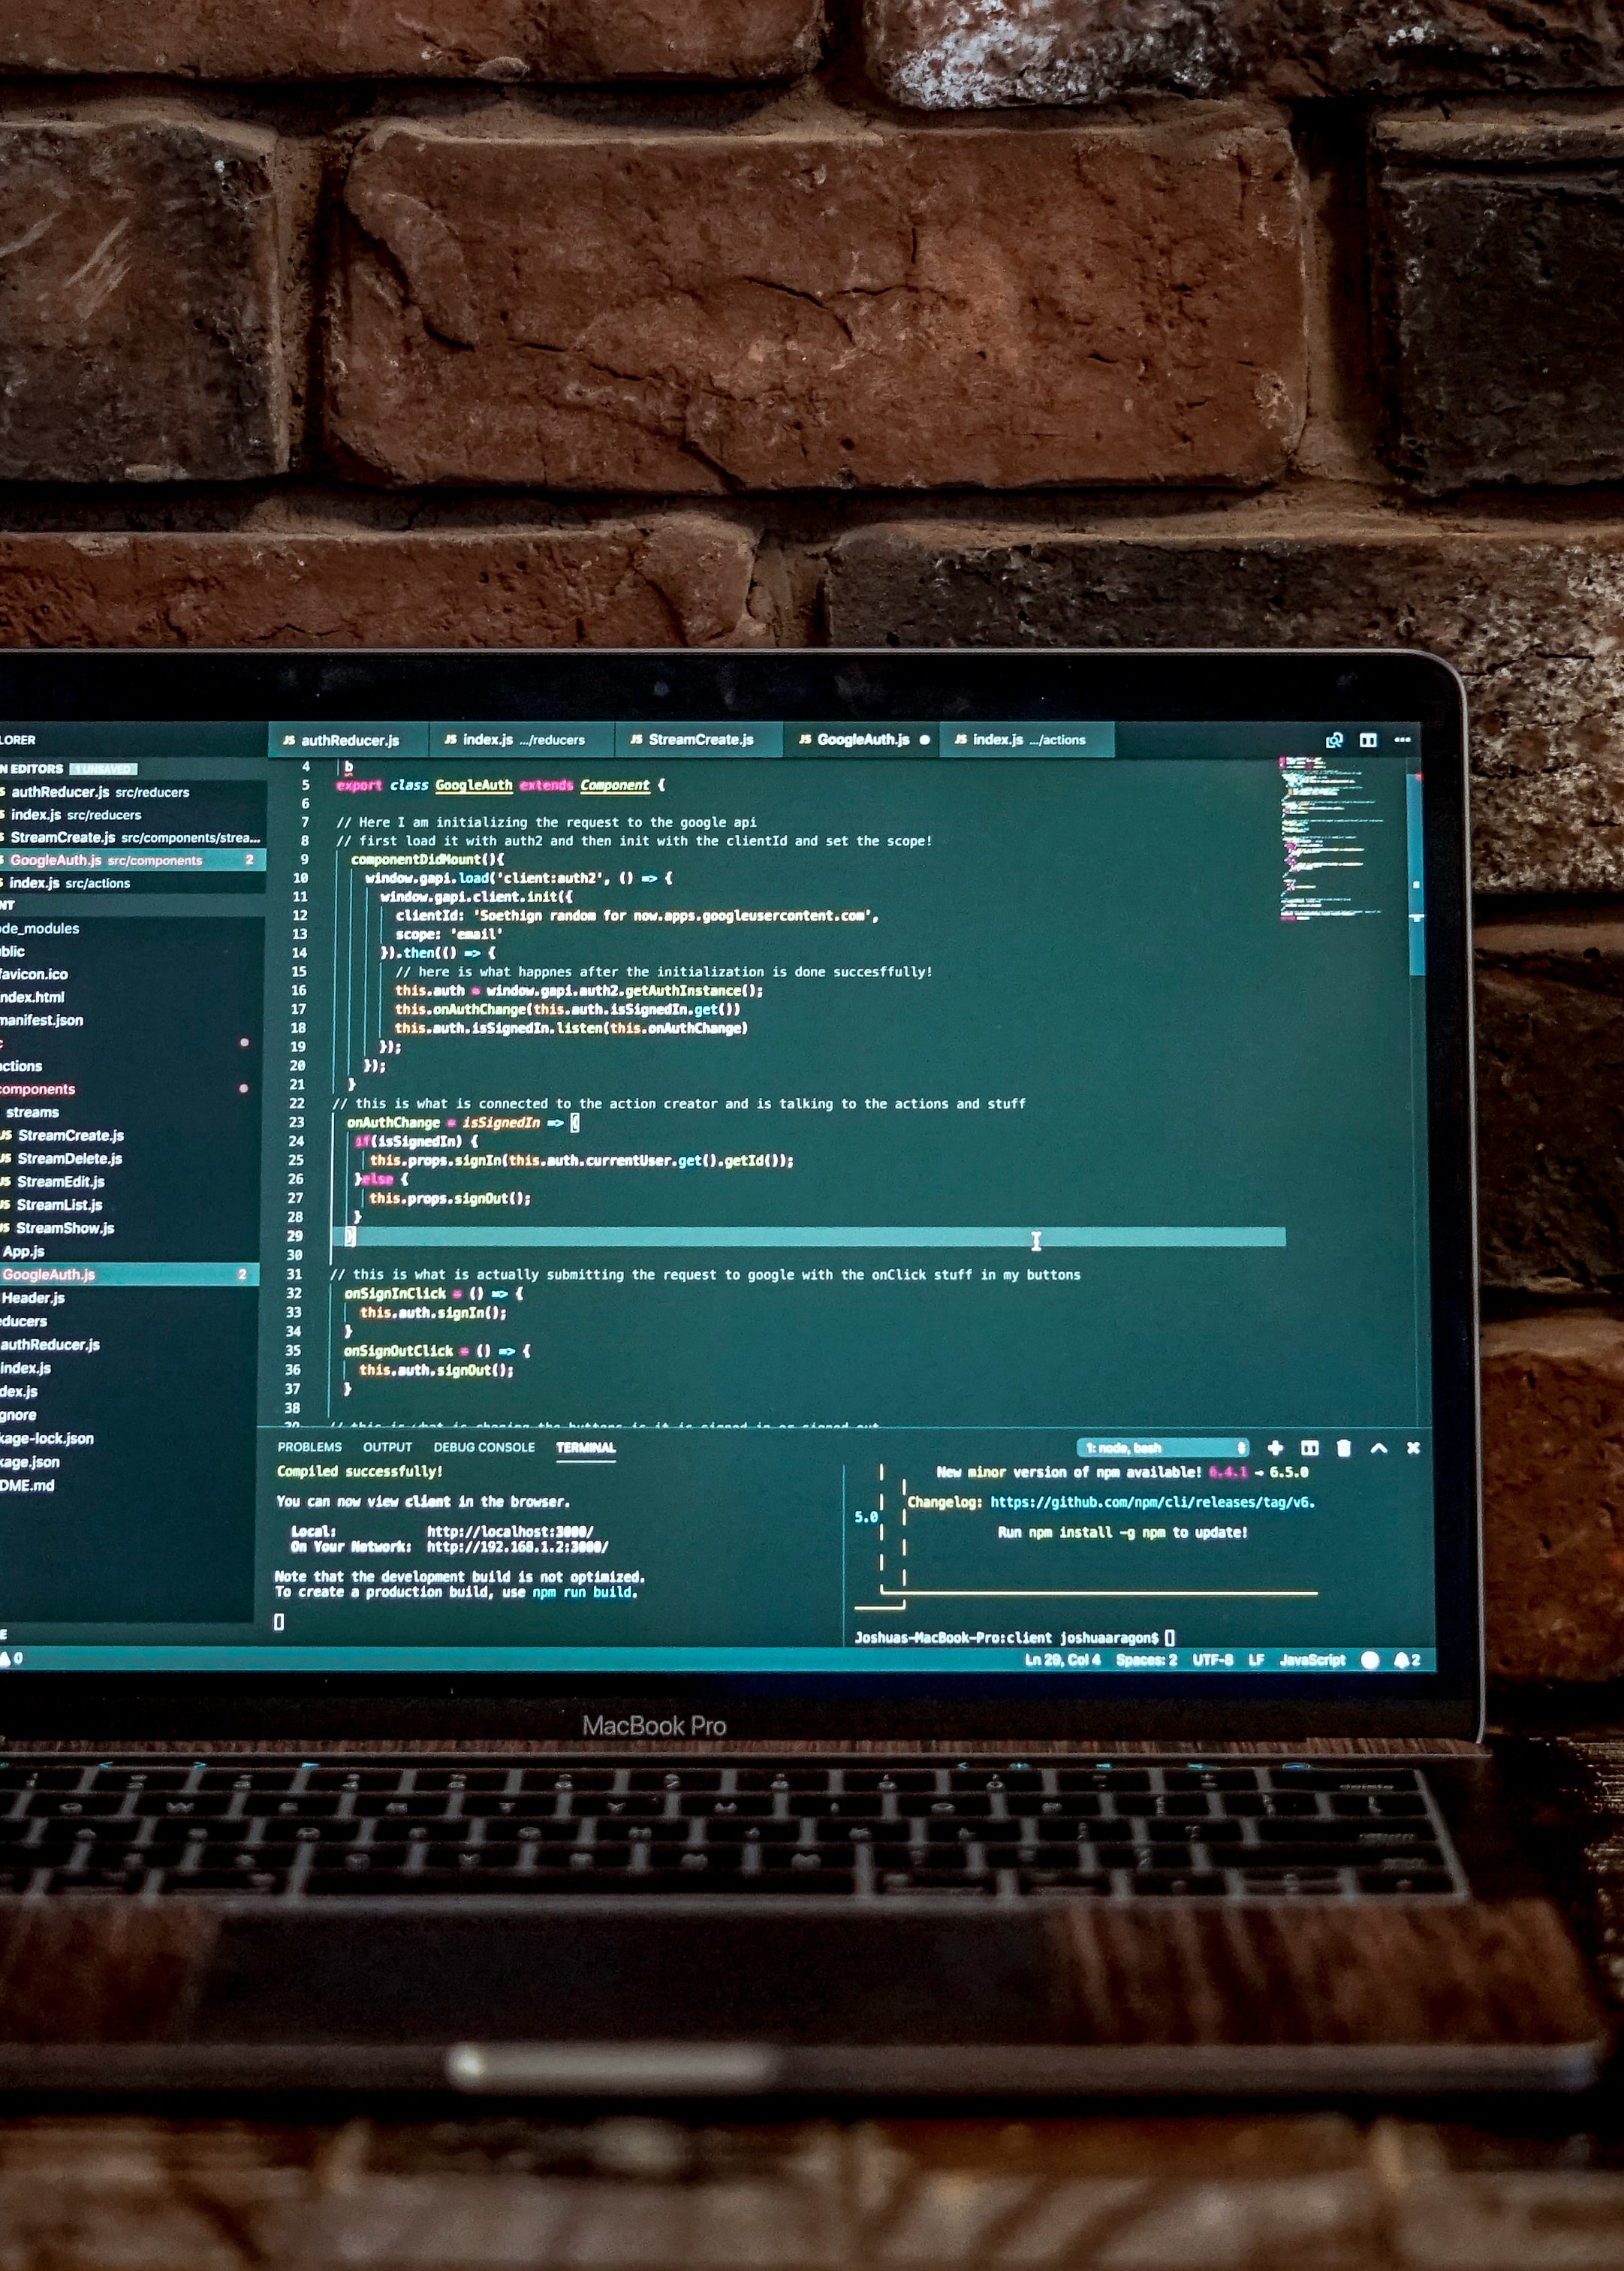 LORER
N EDITORS 1 UNSAVED
authReducer.js src/reducers
index.js src/reducers
StreamCreate.js src/components/strea...
GoogleAuth.js src/components 2
index.js src/actions
NT
de_modules
blic
favicon.ico
ndex.html
manifest.json
c
ctions
omponents
streams
JS StreamCreate.js
JS StreamDelete.js
JS StreamEdit.js
JS StreamList.js
JS StreamShow.js
App.js
GoogleAuth.js 2
Header.js
educers
authReducer.js
index.js
dex.js
gnore
kage-lock.json
kage.json
DME.md
E
JS authReducer.js JS index.js .../reducers JS StreamCreate.js JS GoogleAuth.js JS index.js .../actions
4 b
5 export class GoogleAuth extends Component {
6
7 // Here I am initializing the request to the google api
8 // first load it with auth2 and then init with the clientId and set the scope!
9 componentDidMount(){
10 window.gapi.load('client:auth2', () => {
11 window.gapi.client.init({
12 clientId: 'Soethign random for now.apps.googleusercontent.com',
13 scope: 'email'
14 }).then(() => {
15 // here is what happnes after the initialization is done succesffully!
16 this.auth = window.gapi.auth2.getAuthInstance();
17 this.onAuthChange(this.auth.isSignedIn.get())
18 this.auth.isSignedIn.listen(this.onAuthChange)
19 });
20 });
21 }
22 // this is what is connected to the action creator and is talking to the actions and stuff
23 onAuthChange = isSignedIn => {
24 if(isSignedIn) {
25 this.props.signIn(this.auth.currentUser.get().getId());
26 }else {
27 this.props.signOut();
28 }
29 }
30
31 // this is what is actually submitting the request to google with the onClick stuff in my buttons
32 onSignInClick = () => {
33 this.auth.signIn();
34 }
35 onSignOutClick = () => {
36 this.auth.signOut();
37 }
38
PROBLEMS OUTPUT DEBUG CONSOLE TERMINAL 1: node, bash
Compiled successfully!
You can now view client in the browser.
Local: http://localhost:3000/
On Your Network: http://192.168.1.2:3000/
Note that the development build is not optimized.
To create a production build, use npm run build.
New minor version of npm available! 6.4.1 → 6.5.0
Changelog: https://github.com/npm/cli/releases/tag/v6.
5.0
Run npm install -g npm to update!
Joshuas-MacBook-Pro:client joshuaaragon$
0 Ln 29, Col 4 Spaces: 2 UTF-8 LF JavaScript 2
MacBook Pro